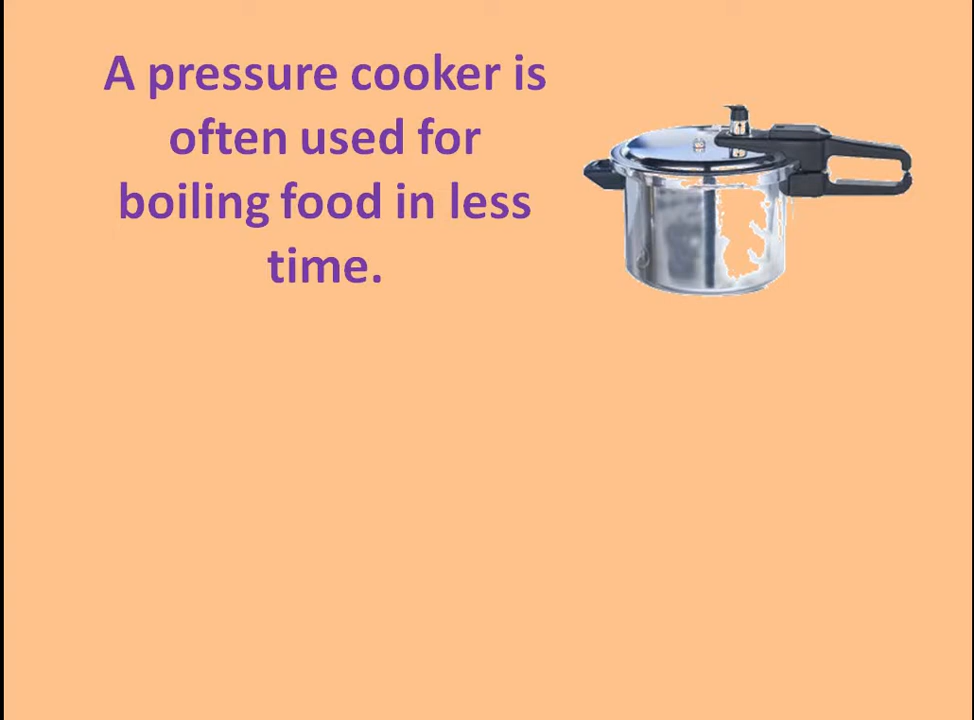 A pressure cooker is
often used for
boiling food in less
time.